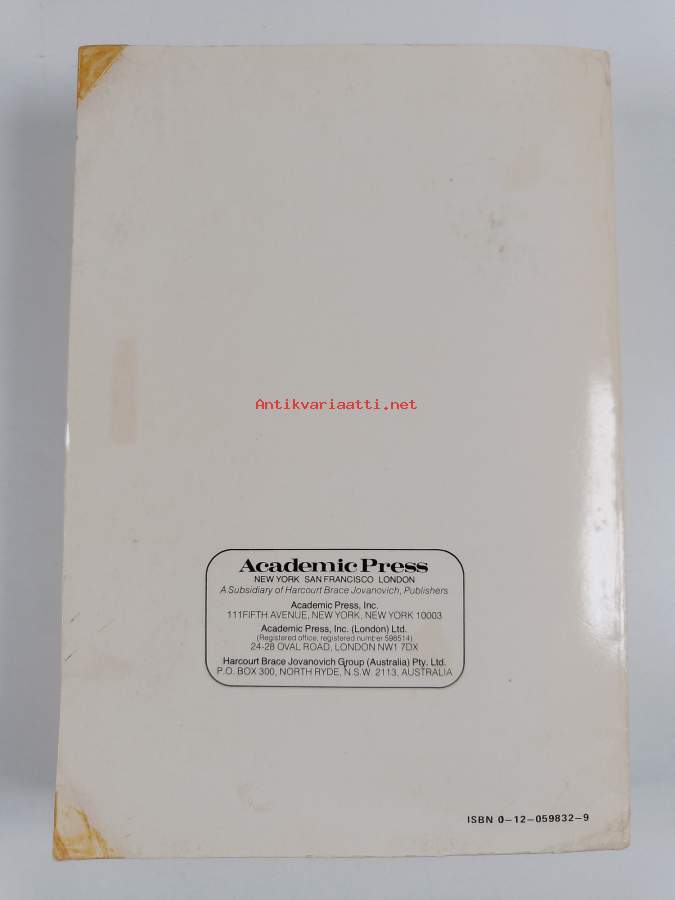 Antikvariaatti.net
Academic Press
NEW YORK SAN FRANCISCO LONDON
A Subsidiary of Harcourt Brace Jovanovich, Publishers
Academic Press, Inc.
111FIFTH AVENUE, NEW YORK, NEW YORK 10003
Academic Press, Inc. (London) Ltd.
(Registered office, registered number 598514)
24-28 OVAL ROAD, LONDON NW1 7DX
Harcourt Brace Jovanovich Group (Australia) Pty. Ltd.
P.O. BOX 300, NORTH RYDE, N.S.W. 2113, AUSTRALIA
ISBN 0-12-059832-9